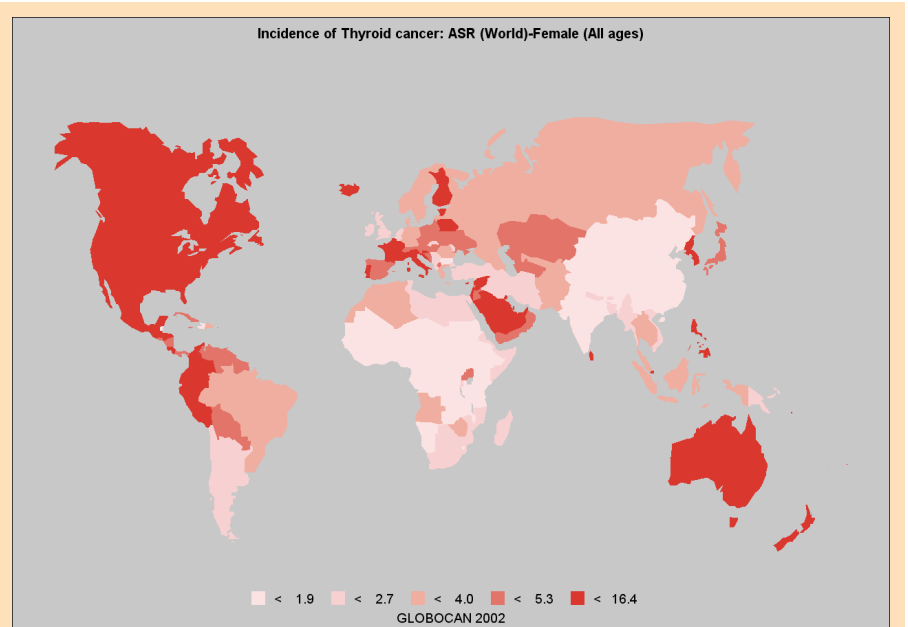 Incidence of Thyroid cancer: ASR (World)-Female (All ages)
< 1.9 < 2.7 < 4.0 < 5.3 < 16.4
GLOBOCAN 2002